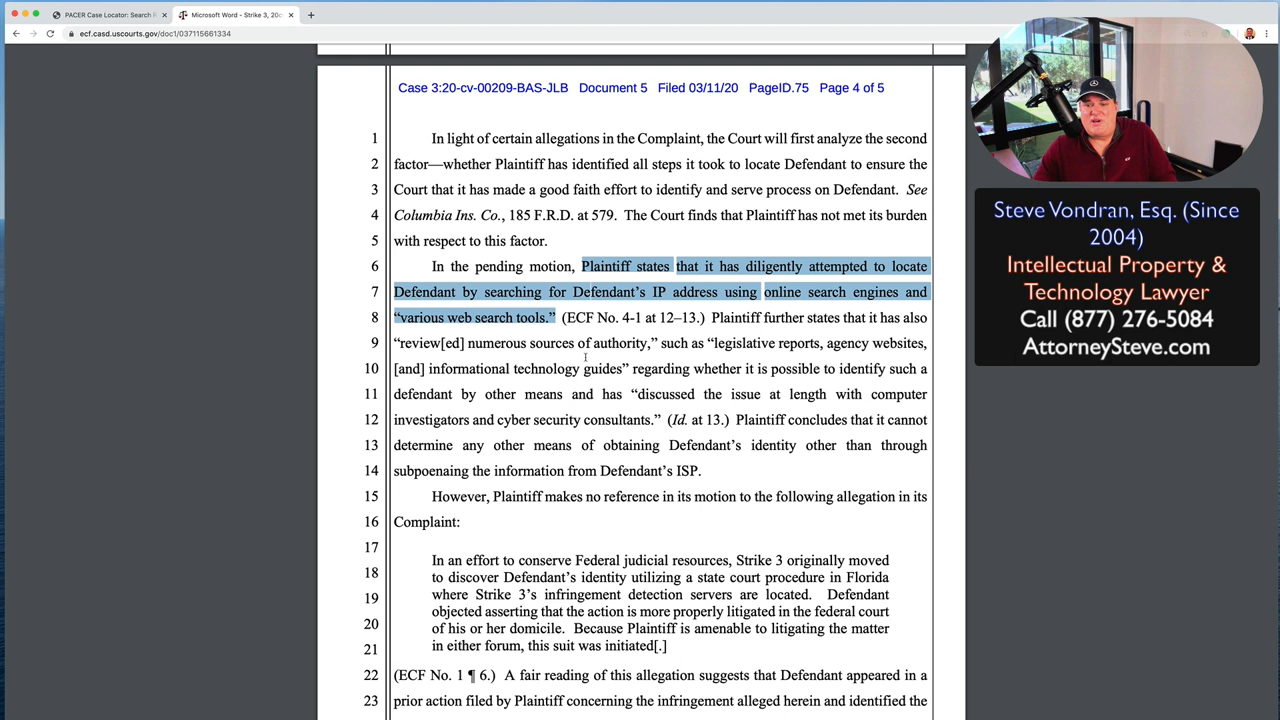 PACER Case Locator: Search R
Microsoft Word - Strike 3, 20c
ecf.casd.uscourts.gov/doc1/037115661334
Case 3:20-cv-00209-BAS-JLB Document 5 Filed 03/11/20 PageID.75 Page 4 of 5
1 In light of certain allegations in the Complaint, the Court will first analyze the second
2 factor—whether Plaintiff has identified all steps it took to locate Defendant to ensure the
3 Court that it has made a good faith effort to identify and serve process on Defendant. See
4 Columbia Ins. Co., 185 F.R.D. at 579. The Court finds that Plaintiff has not met its burden
5 with respect to this factor.
6 In the pending motion, Plaintiff states that it has diligently attempted to locate
7 Defendant by searching for Defendant’s IP address using online search engines and
8 “various web search tools.” (ECF No. 4-1 at 12–13.) Plaintiff further states that it has also
9 “review[ed] numerous sources of authority,” such as “legislative reports, agency websites,
10 [and] informational technology guides” regarding whether it is possible to identify such a
11 defendant by other means and has “discussed the issue at length with computer
12 investigators and cyber security consultants.” (Id. at 13.) Plaintiff concludes that it cannot
13 determine any other means of obtaining Defendant’s identity other than through
14 subpoenaing the information from Defendant’s ISP.
15 However, Plaintiff makes no reference in its motion to the following allegation in its
16 Complaint:
17
In an effort to conserve Federal judicial resources, Strike 3 originally moved
18 to discover Defendant’s identity utilizing a state court procedure in Florida
19 where Strike 3’s infringement detection servers are located. Defendant
objected asserting that the action is more properly litigated in the federal court
20 of his or her domicile. Because Plaintiff is amenable to litigating the matter
21 in either forum, this suit was initiated[.]
22 (ECF No. 1 ¶ 6.) A fair reading of this allegation suggests that Defendant appeared in a
23 prior action filed by Plaintiff concerning the infringement alleged herein and identified the
Steve Vondran, Esq. (Since
2004)
Intellectual Property &
Technology Lawyer
Call (877) 276-5084
AttorneySteve.com